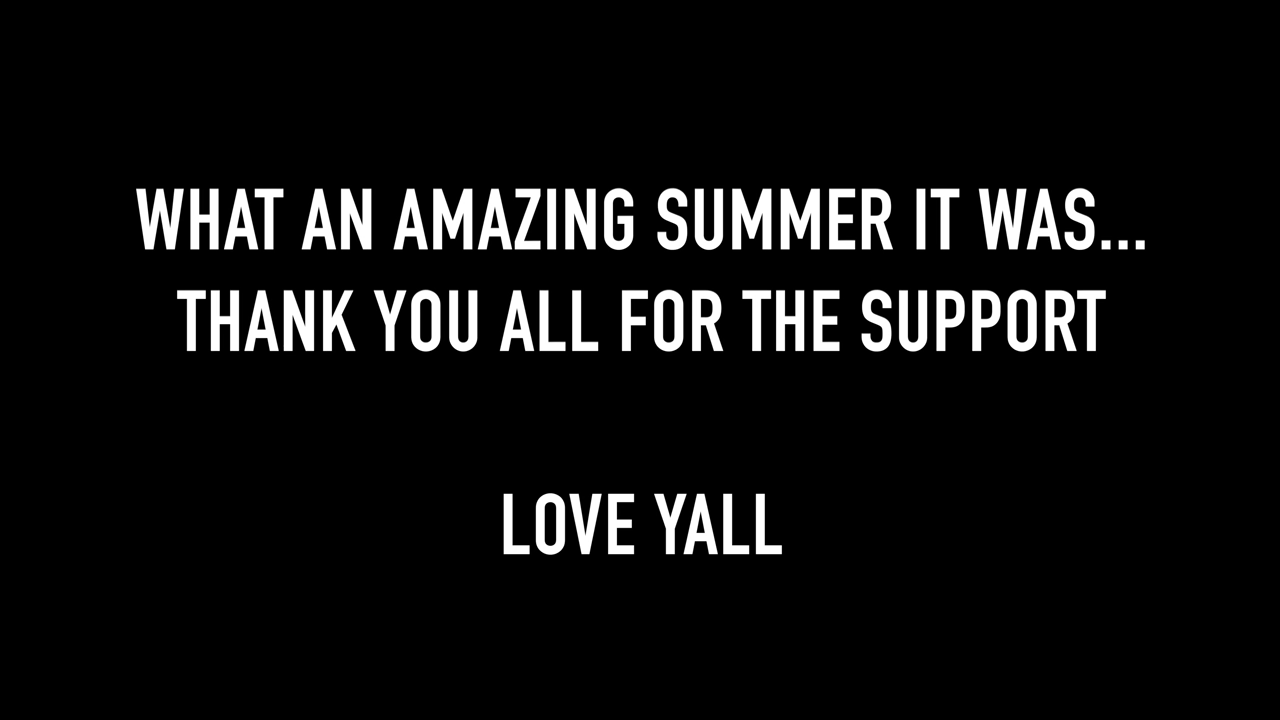 WHAT AN AMAZING SUMMER IT WAS...
THANK YOU ALL FOR THE SUPPORT
LOVE YALL